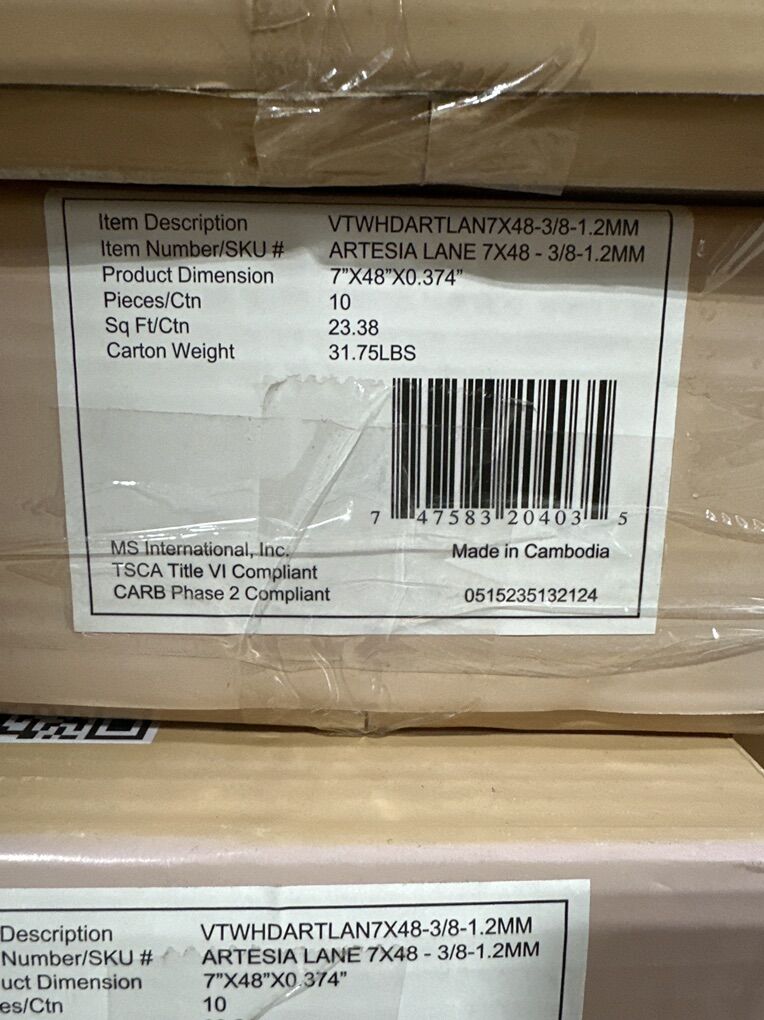 Item Description VTWHDARTLAN7X48-3/8-1.2MM
Item Number/SKU # ARTESIA LANE 7X48 - 3/8-1.2MM
Product Dimension 7”X48”X0.374”
Pieces/Ctn 10
Sq Ft/Ctn 23.38
Carton Weight 31.75LBS
7 47583 20403 5
MS International, Inc. Made in Cambodia
TSCA Title VI Compliant
CARB Phase 2 Compliant 0515235132124
Description VTWHDARTLAN7X48-3/8-1.2MM
Number/SKU # ARTESIA LANE 7X48 - 3/8-1.2MM
uct Dimension 7”X48”X0.374”
es/Ctn 10